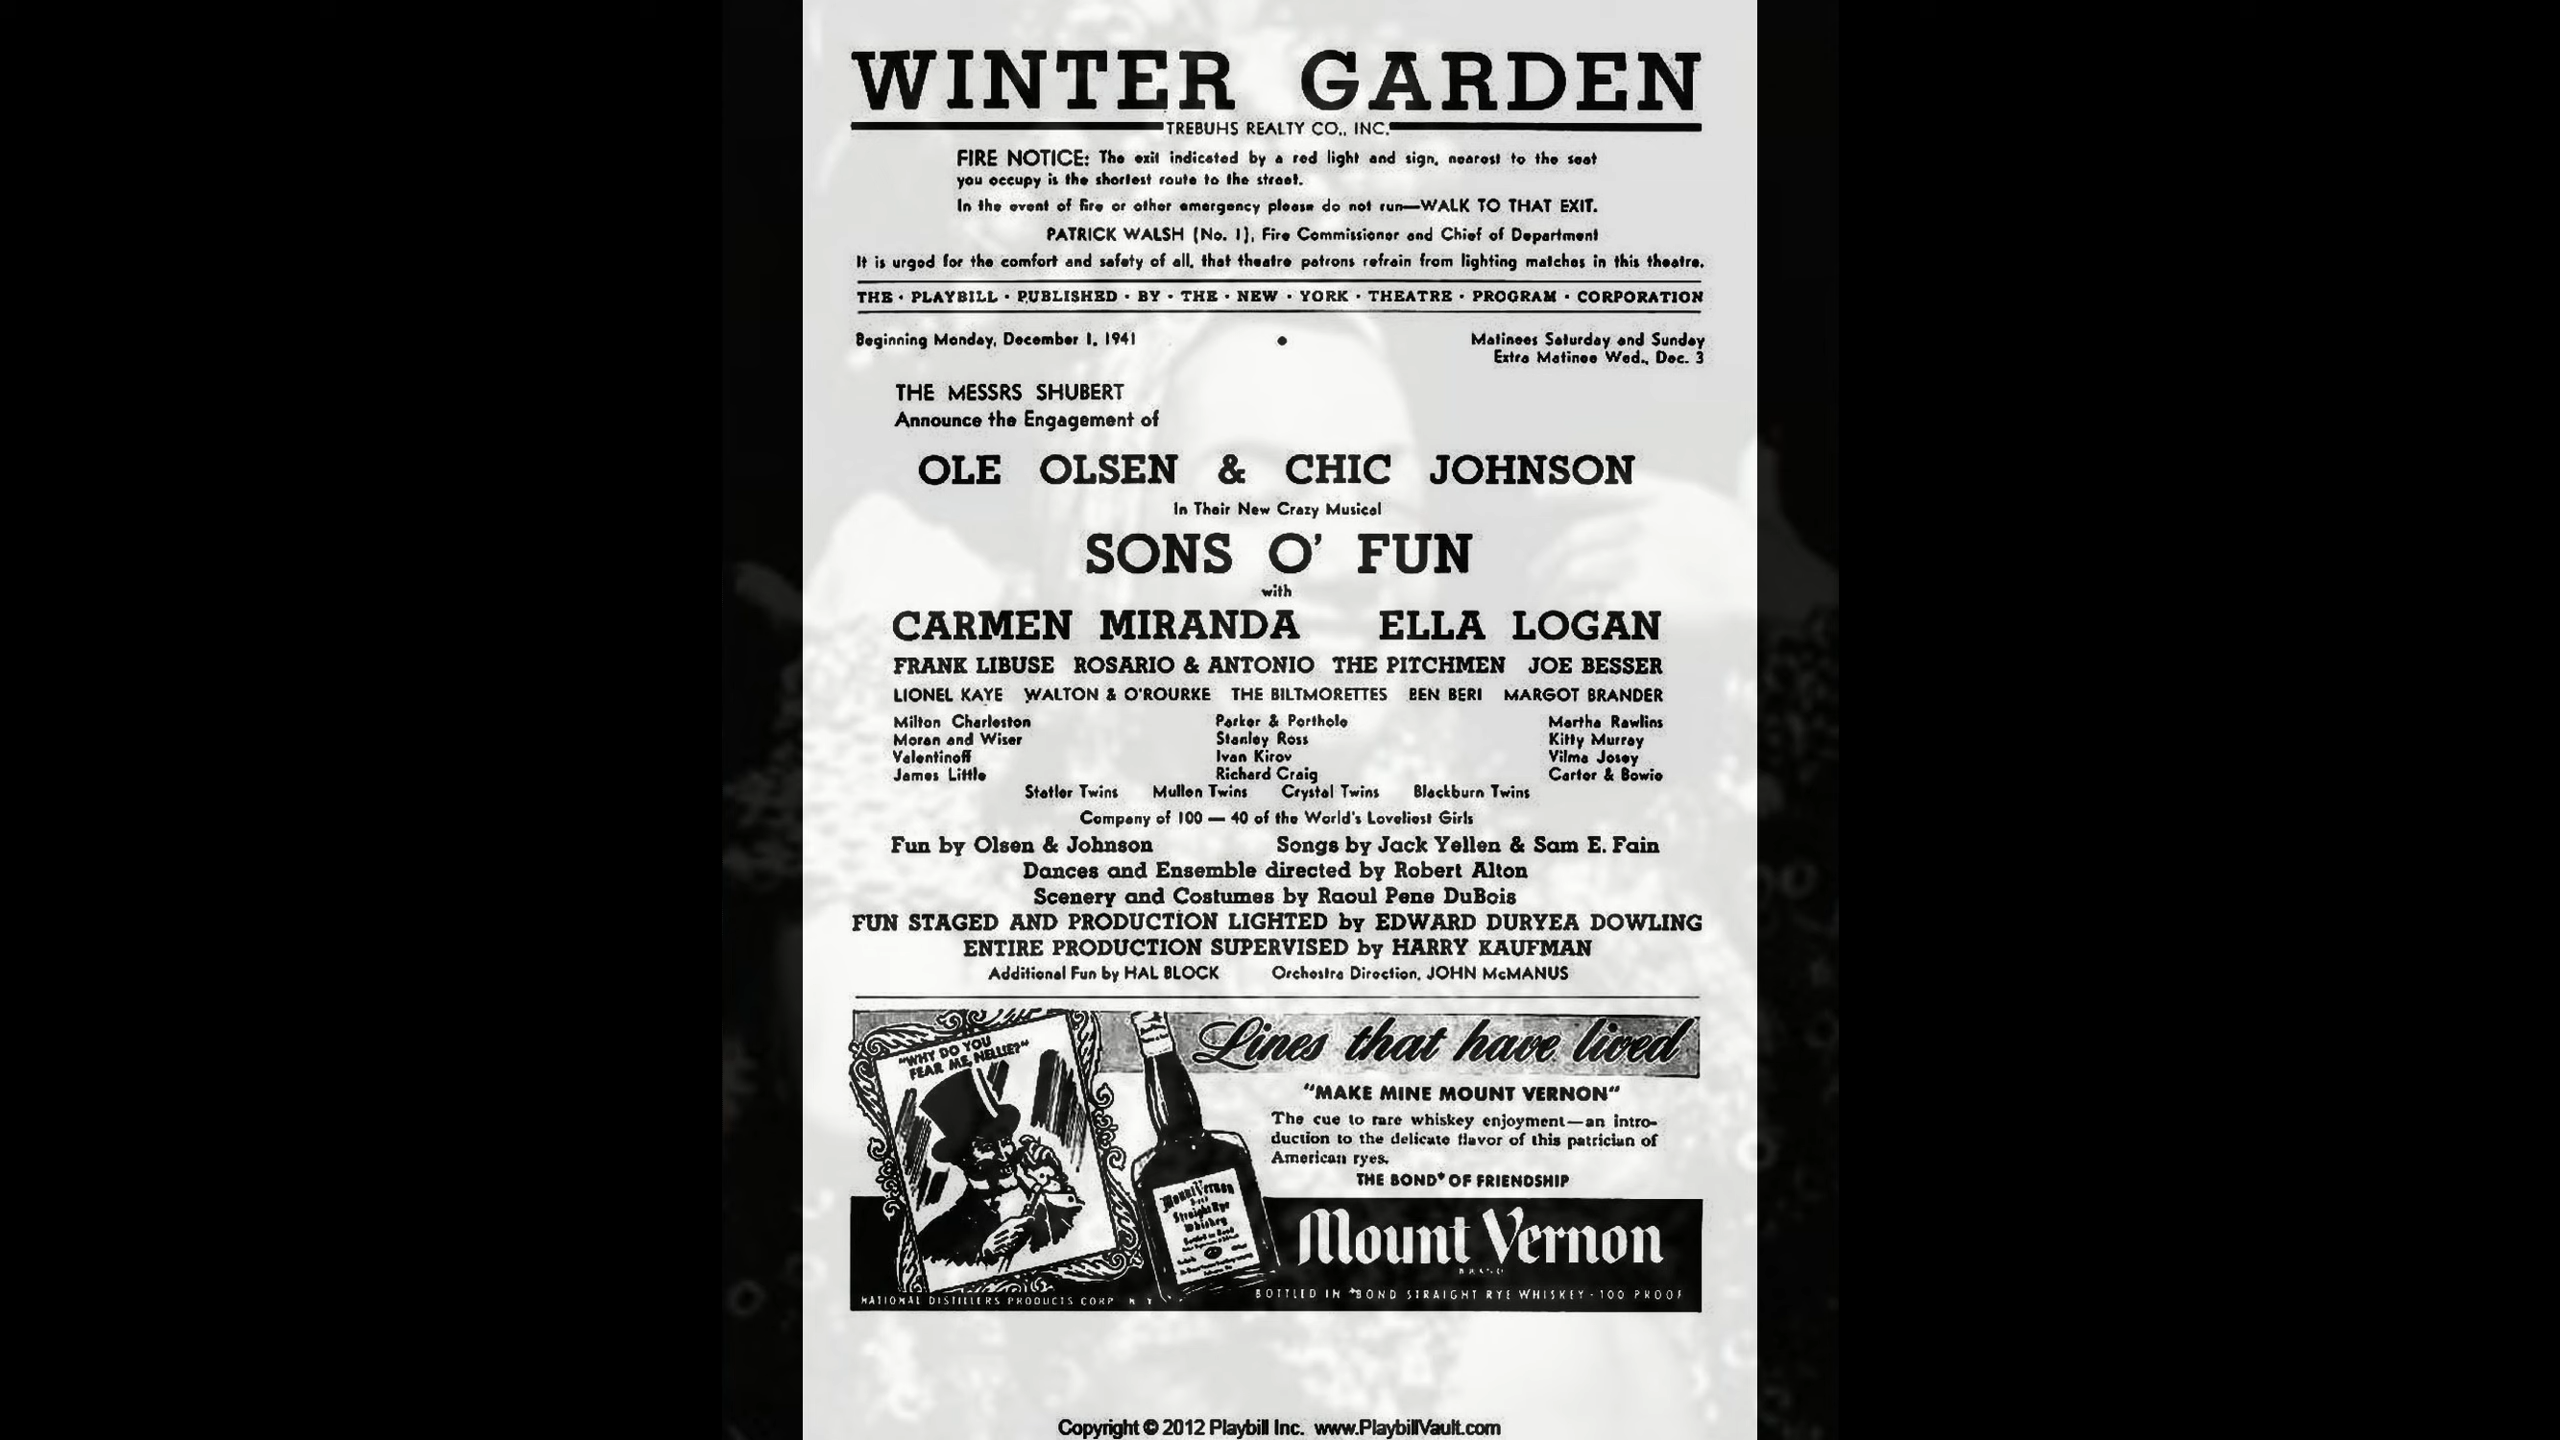 WINTER GARDEN
TREBUHS REALTY CO., INC.
FIRE NOTICE: The exit indicated by a red light and sign, nearest to the seat
you occupy is the shortest route to the street.
In the event of fire or other emergency please do not run—WALK TO THAT EXIT.
PATRICK WALSH (No. 1), Fire Commissioner and Chief of Department
It is urged for the comfort and safety of all, that theatre patrons refrain from lighting matches in this theatre.
THE · PLAYBILL · PUBLISHED · BY · THE · NEW · YORK · THEATRE · PROGRAM · CORPORATION
Beginning Monday, December 1, 1941 • Matinees Saturday and Sunday
Extra Matinee Wed., Dec. 3
THE MESSRS SHUBERT
Announce the Engagement of
OLE OLSEN & CHIC JOHNSON
In Their New Crazy Musical
SONS O' FUN
with
CARMEN MIRANDA ELLA LOGAN
FRANK LIBUSE ROSARIO & ANTONIO THE PITCHMEN JOE BESSER
LIONEL KAYE WALTON & O'ROURKE THE BILTMORETTES BEN BERI MARGOT BRANDER
Milton Charleston Parker & Porthole Martha Rawlins
Moran and Wiser Stanley Ross Kitty Murray
Valentinoff Ivan Kirov Vilma Josey
James Little Richard Craig Carter & Bowie
Statler Twins Mullen Twins Crystal Twins Blackburn Twins
Company of 100 — 40 of the World's Loveliest Girls
Fun by Olsen & Johnson Songs by Jack Yellen & Sam E. Fain
Dances and Ensemble directed by Robert Alton
Scenery and Costumes by Raoul Pene DuBois
FUN STAGED AND PRODUCTION LIGHTED by EDWARD DURYEA DOWLING
ENTIRE PRODUCTION SUPERVISED by HARRY KAUFMAN
Additional Fun by HAL BLOCK Orchestra Direction, JOHN McMANUS
"WHY DO YOU
FEAR ME, NELLIE?"
Lines that have lived
"MAKE MINE MOUNT VERNON"
The cue to rare whiskey enjoyment—an intro-
duction to the delicate flavor of this patrician of
American ryes.
THE BOND* OF FRIENDSHIP
Mount Vernon
Straight Rye
Whiskey
Mount Vernon
BRAND
NATIONAL DISTILLERS PRODUCTS CORP. N. Y.
BOTTLED IN *BOND STRAIGHT RYE WHISKEY - 100 PROOF
Copyright © 2012 Playbill Inc. www.PlaybillVault.com